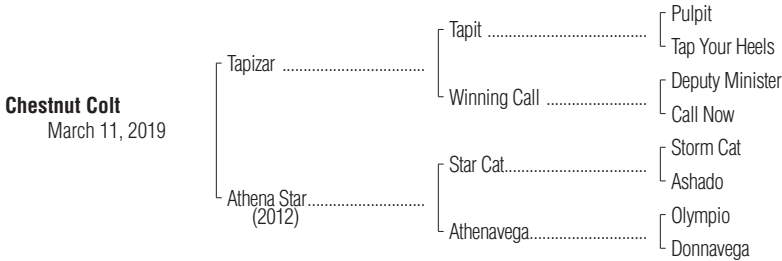 Pulpit
Tapit ......................................
Tap Your Heels
Tapizar ..................................
Deputy Minister
Winning Call ........................
Call Now
Chestnut Colt
March 11, 2019
Storm Cat
Star Cat..................................
Ashado
Athena Star............................
(2012)
Olympio
Athenavega............................
Donnavega